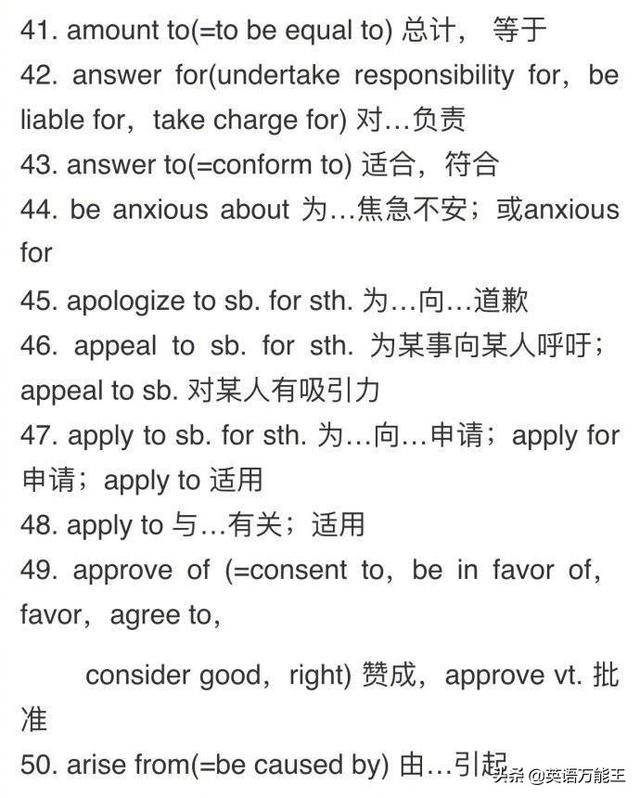 41. amount to(=to be equal to) 总计， 等于
42. answer for(undertake responsibility for，be
liable for，take charge for) 对…负责
43. answer to(=conform to) 适合，符合
44. be anxious about 为…焦急不安；或anxious
for
45. apologize to sb. for sth. 为…向…道歉
46. appeal to sb. for sth. 为某事向某人呼吁；
appeal to sb. 对某人有吸引力
47. apply to sb. for sth. 为…向…申请；apply for
申请；apply to 适用
48. apply to 与…有关；适用
49. approve of (=consent to，be in favor of，
favor，agree to，
consider good，right) 赞成，approve vt. 批
准
50. arise from(=be caused by) 由…引起
头条 @英语万能王